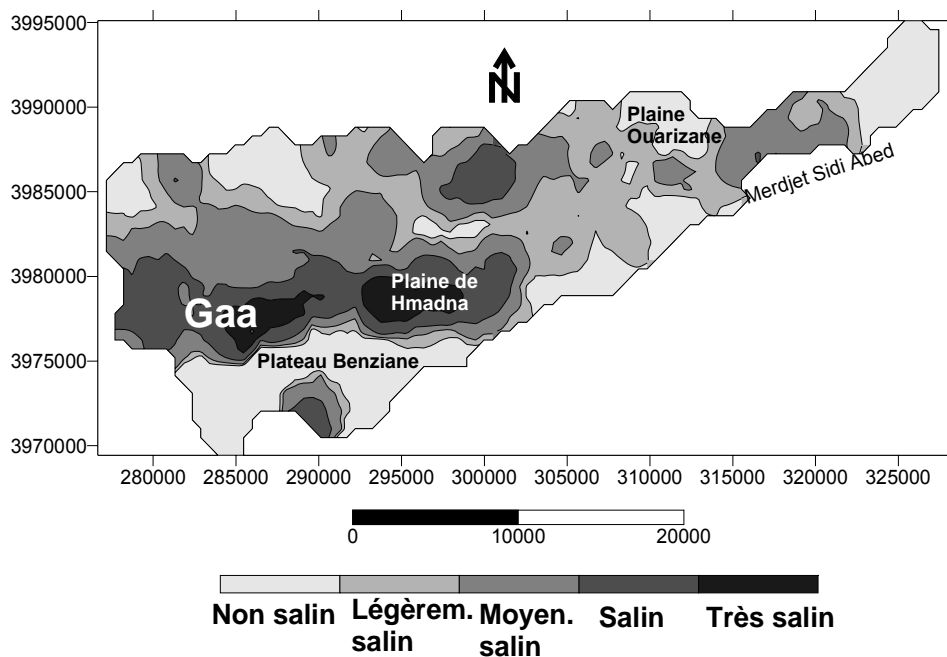 3995000
N
3990000
Plaine
Ouarizane
3985000
Merdjet Sidi Abed
3980000
Plaine de
Hmadna
Gaa
3975000
Plateau Benziane
3970000
280000 285000 290000 295000 300000 305000 310000 315000 320000 325000
0 10000 20000
Non salin Légèrem. Moyen. Salin Très salin
salin salin